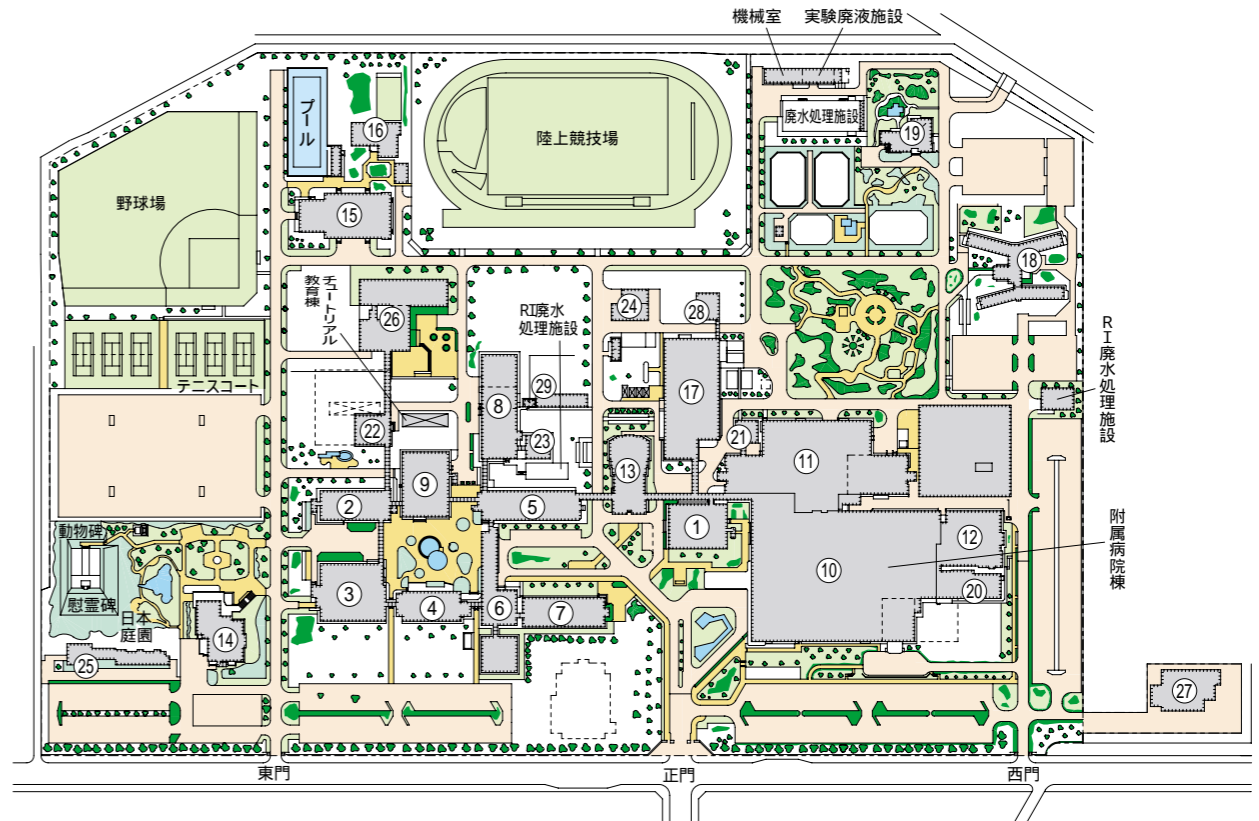 機械室
実験廃液施設
プール
16
陸上競技場
廃水処理施設
19
野球場
15
18
チュートリアル
教育棟
26
RI廃水
処理施設
24
28
RI廃水処理施設
テニスコート
8
29
17
22
23
21
11
9
13
2
5
1
動物碑
12
附属病院棟
10
慰霊碑
日本
庭園
3
4
6
7
20
14
25
27
東門
正門
西門